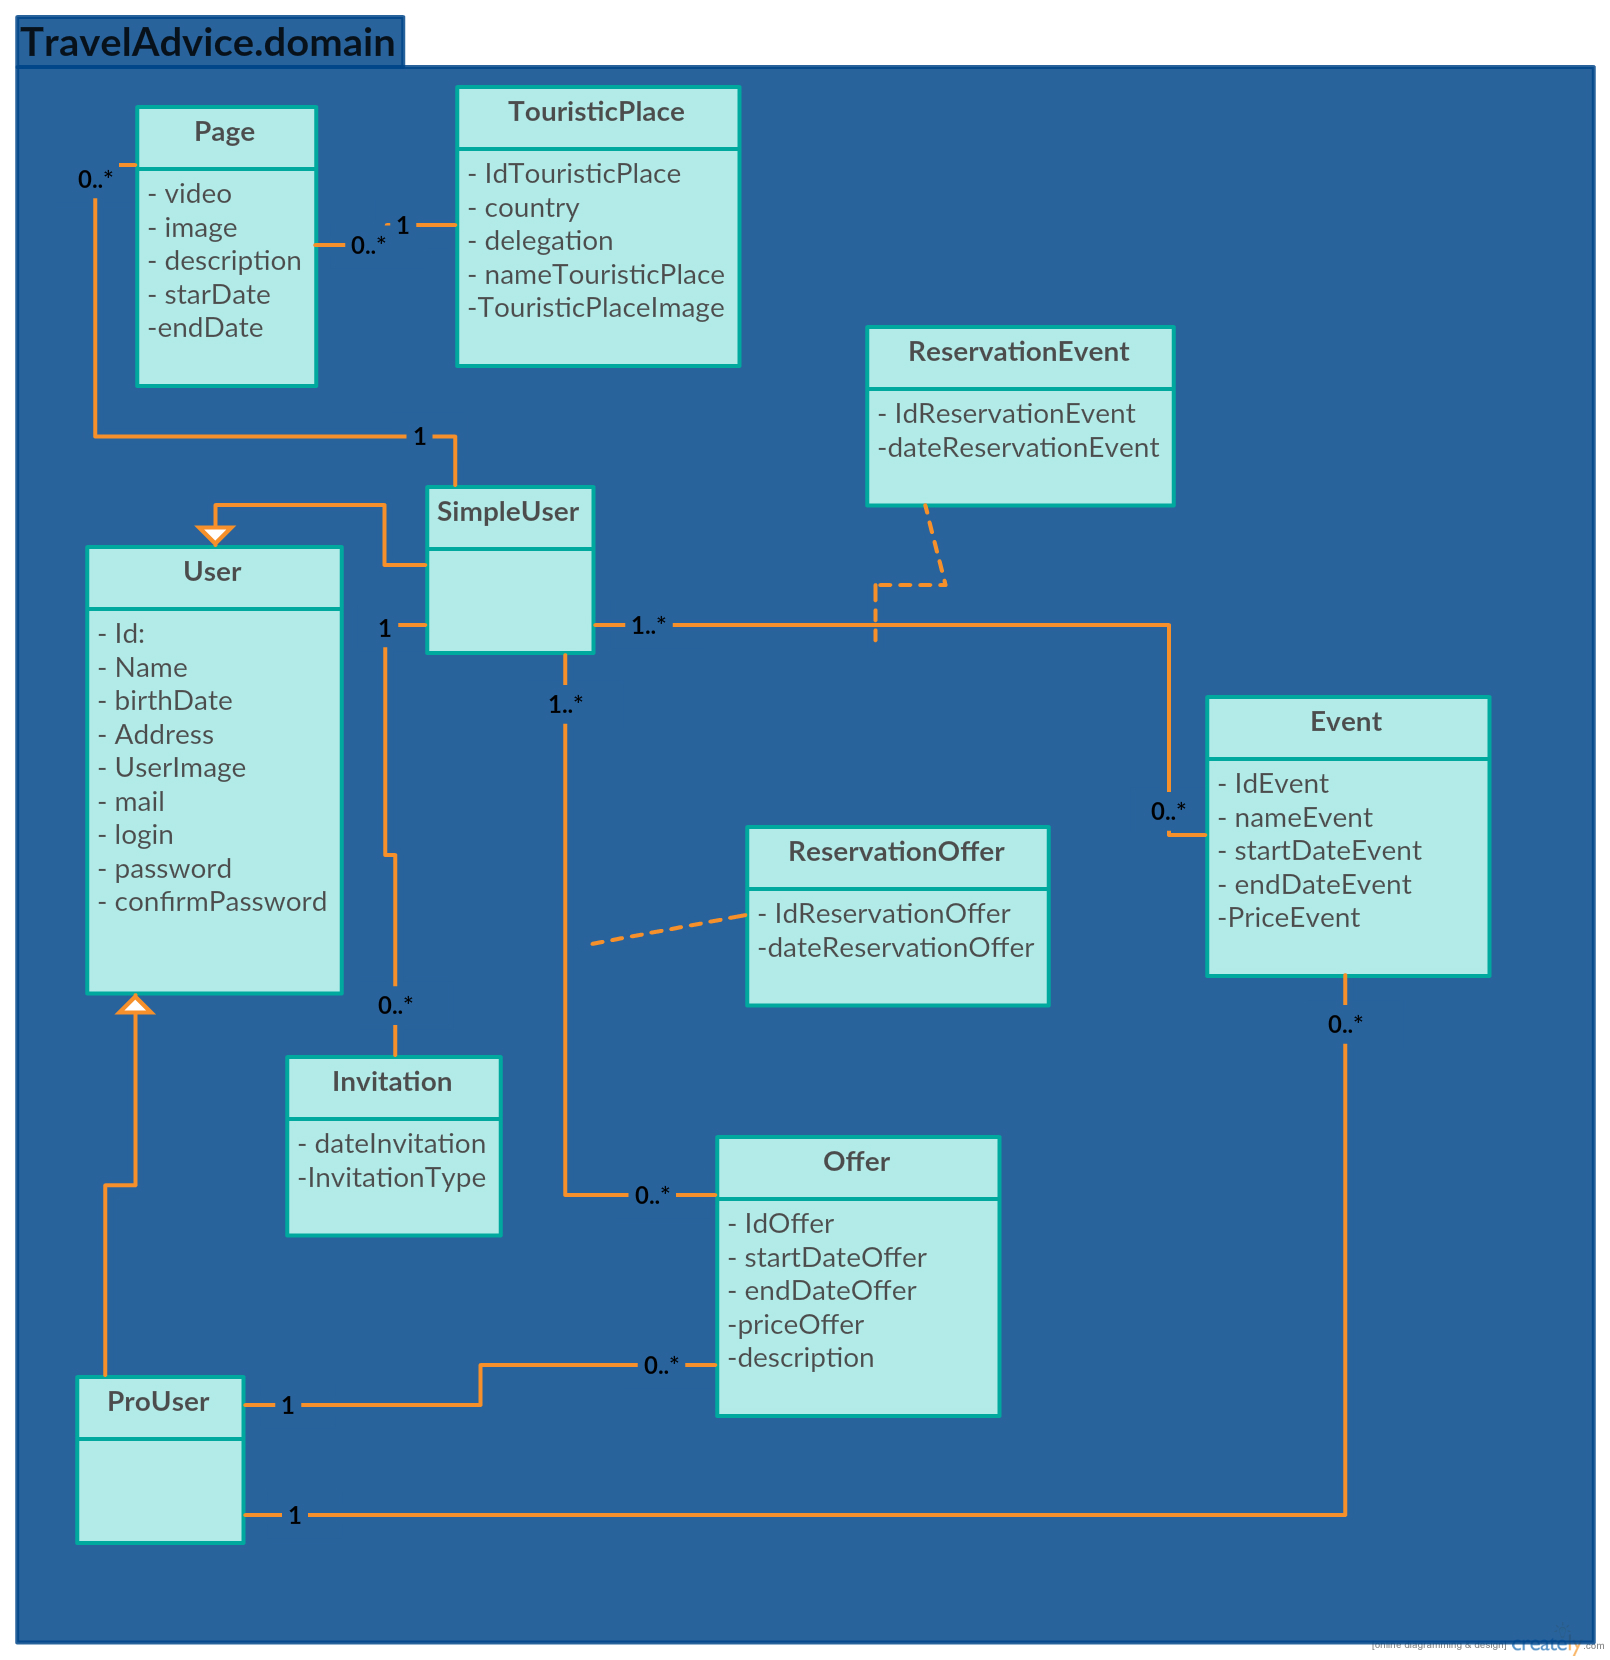 TravelAdvice.domain
Page
- video
- image
- description
- starDate
-endDate
0..*
0..*
1
TouristicPlace
- IdTouristicPlace
- country
- delegation
- nameTouristicPlace
-TouristicPlaceImage
ReservationEvent
- IdReservationEvent
-dateReservationEvent
1
SimpleUser
1
1..*
1..*
User
- Id:
- Name
- birthDate
- Address
- UserImage
- mail
- login
- password
- confirmPassword
Event
- IdEvent
- nameEvent
- startDateEvent
- endDateEvent
-PriceEvent
0..*
0..*
ReservationOffer
- IdReservationOffer
-dateReservationOffer
0..*
Invitation
- dateInvitation
-InvitationType
0..*
Offer
- IdOffer
- startDateOffer
- endDateOffer
-priceOffer
-description
0..*
ProUser
1
1
[online diagramming & design] creately.com